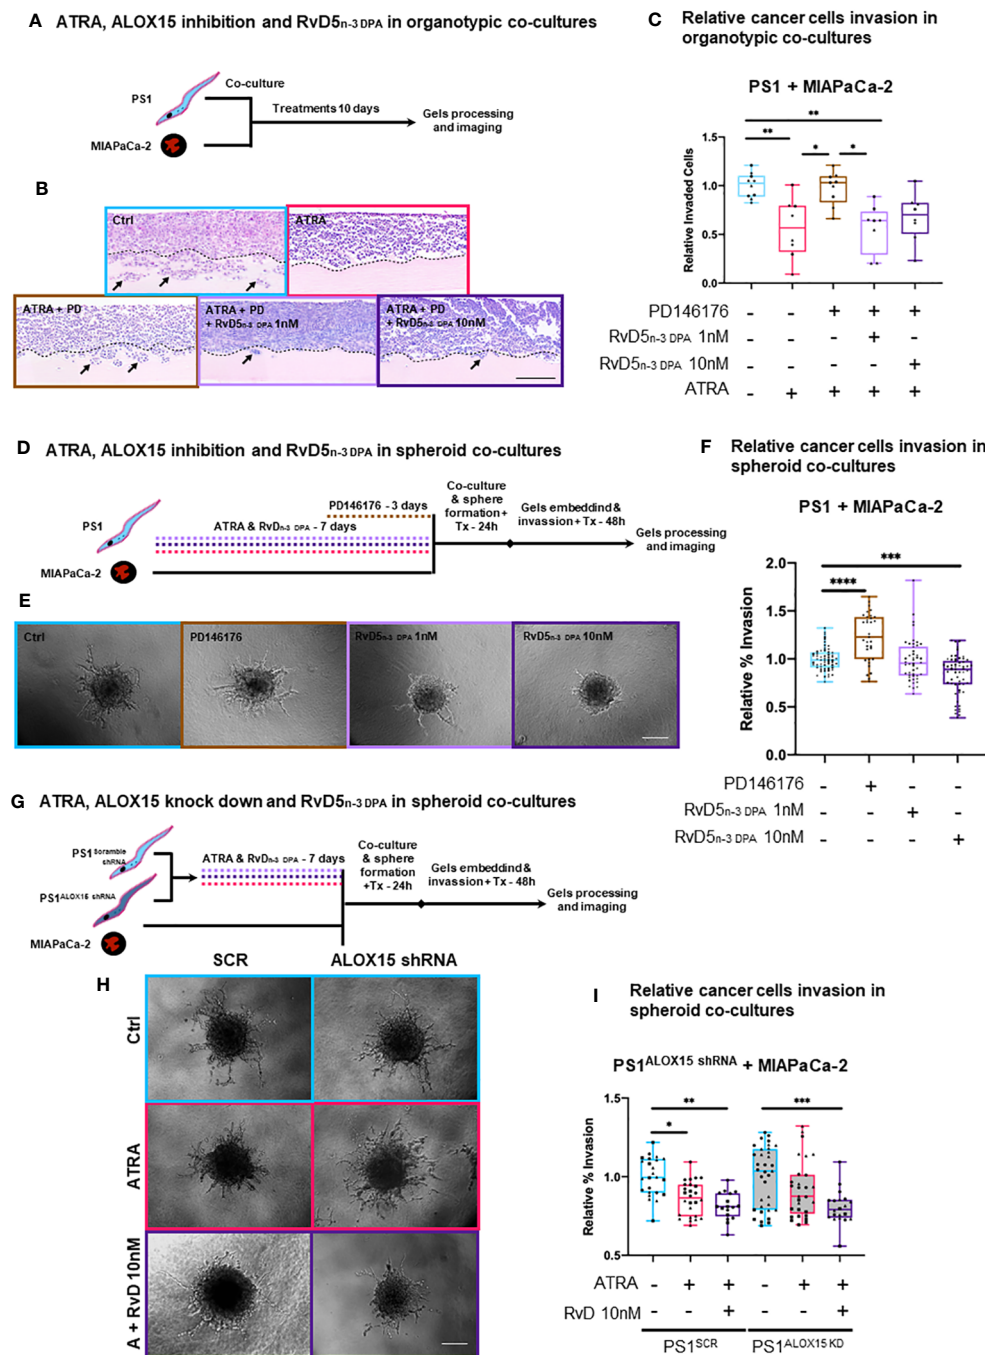 A ATRA, ALOX15 inhibition and RvD5n-3 DPA in organotypic co-cultures
PS1
Co-culture
MIAPaCa-2
Treatments 10 days
Gels processing
and imaging
B
Ctrl
ATRA
ATRA + PD
ATRA + PD
+ RvD5n-3 DPA 1nM
ATRA + PD
+ RvD5n-3 DPA 10nM
C Relative cancer cells invasion in
organotypic co-cultures
PS1 + MIAPaCa-2
Relative Invaded Cells
1.5
1.0
0.5
0.0
**
**
*
*
PD146176 - - + + +
RvD5n-3 DPA 1nM - - - + -
RvD5n-3 DPA 10nM - - - - +
ATRA - + + + +
D ATRA, ALOX15 inhibition and RvD5n-3 DPA in spheroid co-cultures
PS1
MIAPaCa-2
PD146176 - 3 days
ATRA & RvDn-3 DPA - 7 days
Co-culture
& sphere
formation +
Tx - 24h
Gels embeddind &
invassion + Tx - 48h
Gels processing
and imaging
E
Ctrl
PD146176
RvD5n-3 DPA 1nM
RvD5n-3 DPA 10nM
F Relative cancer cells invasion in
spheroid co-cultures
PS1 + MIAPaCa-2
Relative % Invasion
2.0
1.5
1.0
0.5
0.0
***
****
PD146176 - + - -
RvD5n-3 DPA 1nM - - + -
RvD5n-3 DPA 10nM - - - +
G ATRA, ALOX15 knock down and RvD5n-3 DPA in spheroid co-cultures
PS1Scramble shRNA
PS1ALOX15 shRNA
MIAPaCa-2
ATRA & RvDn-3 DPA - 7 days
Co-culture
& sphere
formation
+Tx - 24h
Gels embeddind &
invassion + Tx - 48h
Gels processing
and imaging
H
SCR
ALOX15 shRNA
Ctrl
ATRA
A + RvD 10nM
I Relative cancer cells invasion in
spheroid co-cultures
PS1ALOX15 shRNA + MIAPaCa-2
Relative % Invasion
1.5
1.0
0.5
**
*
***
ATRA - + + - + +
RvD 10nM - - + - - +
PS1SCR
PS1ALOX15 KD